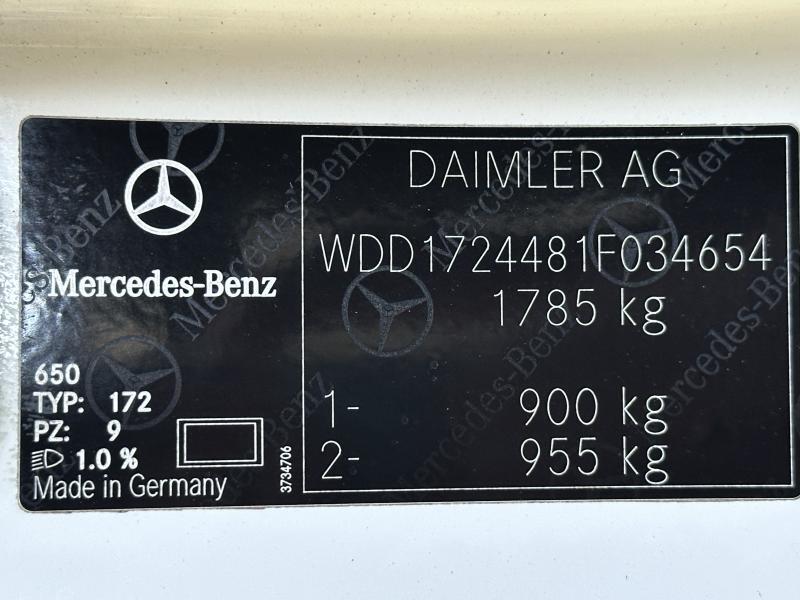 Mercedes-Benz
650
TYP: 172
PZ: 9
1.0 %
Made in Germany
3734706
DAIMLER AG
WDD1724481F034654
1785 kg
1- 900 kg
2- 955 kg